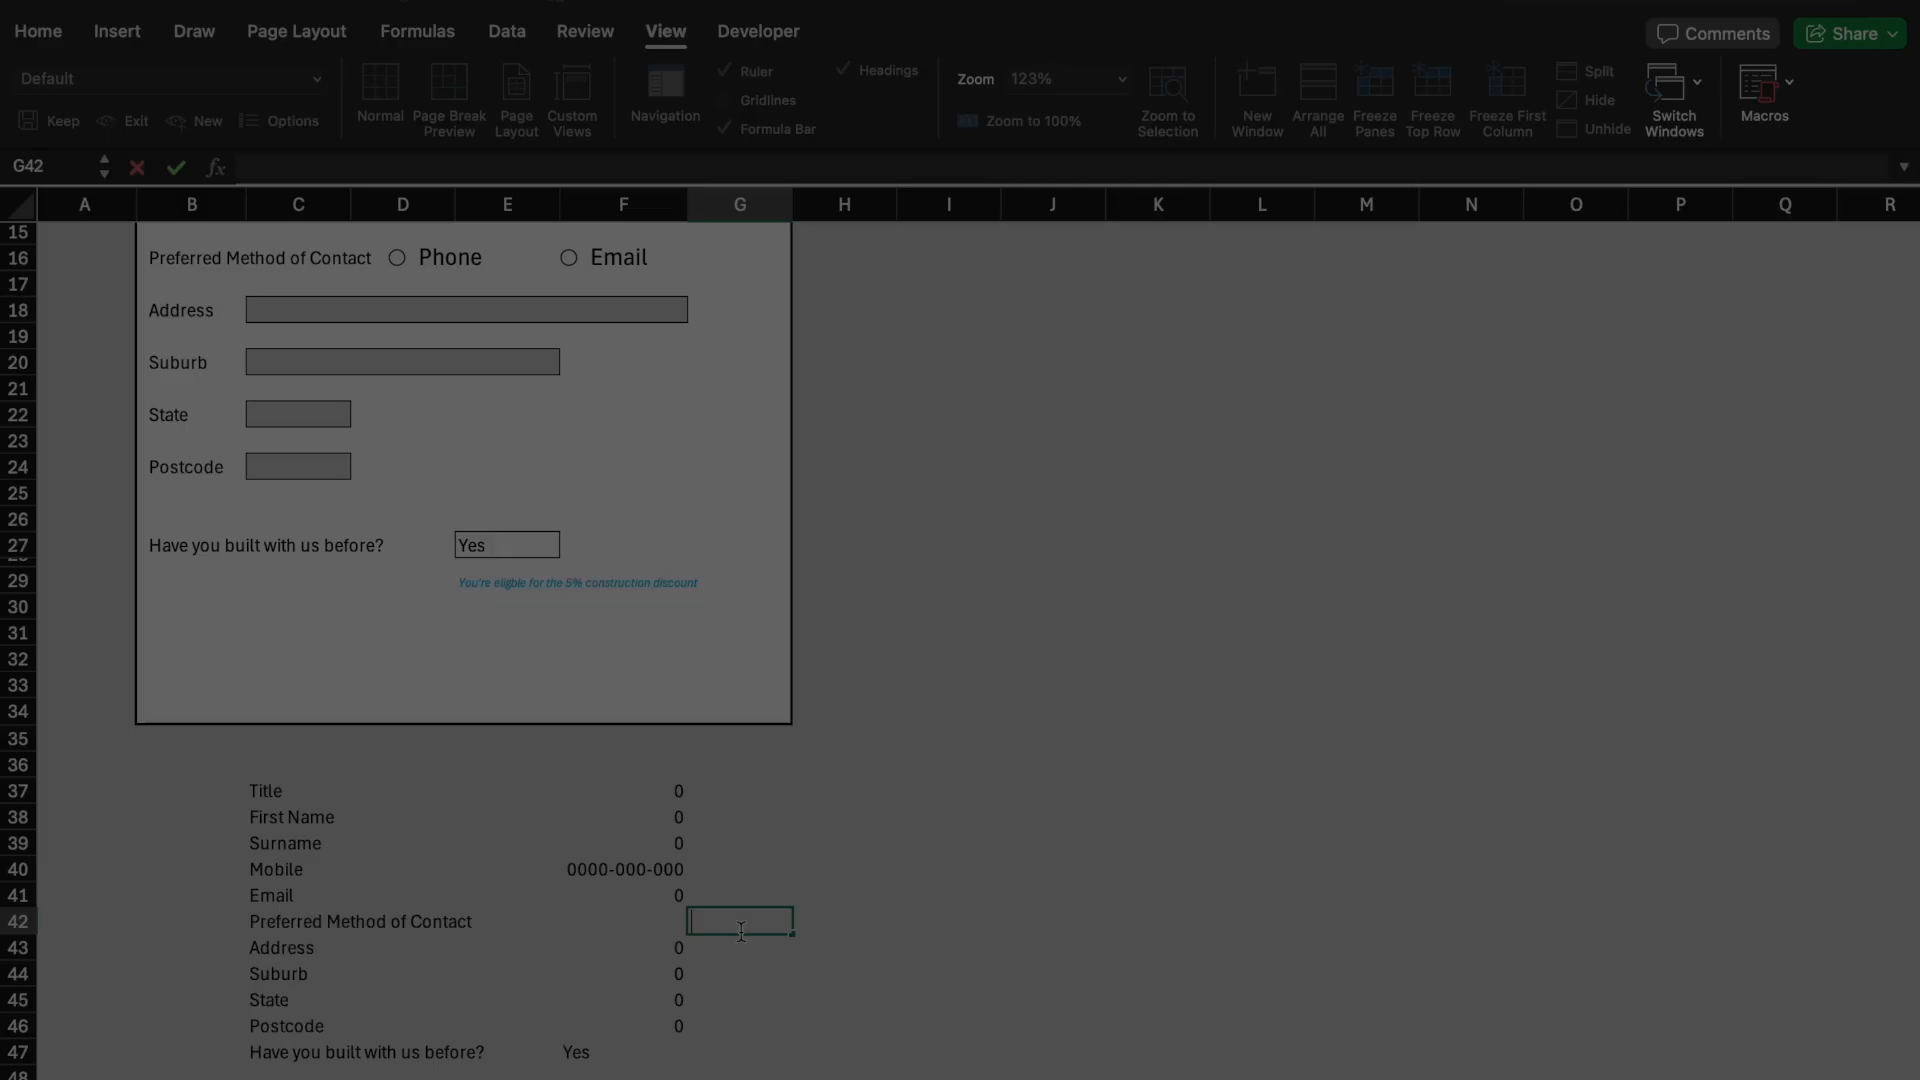 Home Insert Draw Page Layout Formulas Data Review View Developer Comments Share
Default
Keep Exit New Options
Normal
Page Break Preview
Page Layout
Custom Views
Navigation
Ruler
Gridlines
Formula Bar
Headings
Zoom 123%
Zoom to 100%
Zoom to Selection
New Window
Arrange All
Freeze Panes
Freeze Top Row
Freeze First Column
Split
Hide
Unhide
Switch Windows
Macros
G42 fx
A B C D E F G H I J K L M N O P Q R
15
16 Preferred Method of Contact Phone Email
17
18 Address
19
20 Suburb
21
22 State
23
24 Postcode
25
26
27 Have you built with us before? Yes
29 You're eligble for the 5% construction discount
30
31
32
33
34
35
36
37 Title 0
38 First Name 0
39 Surname 0
40 Mobile 0000-000-000
41 Email 0
42 Preferred Method of Contact
43 Address 0
44 Suburb 0
45 State 0
46 Postcode 0
47 Have you built with us before? Yes
48